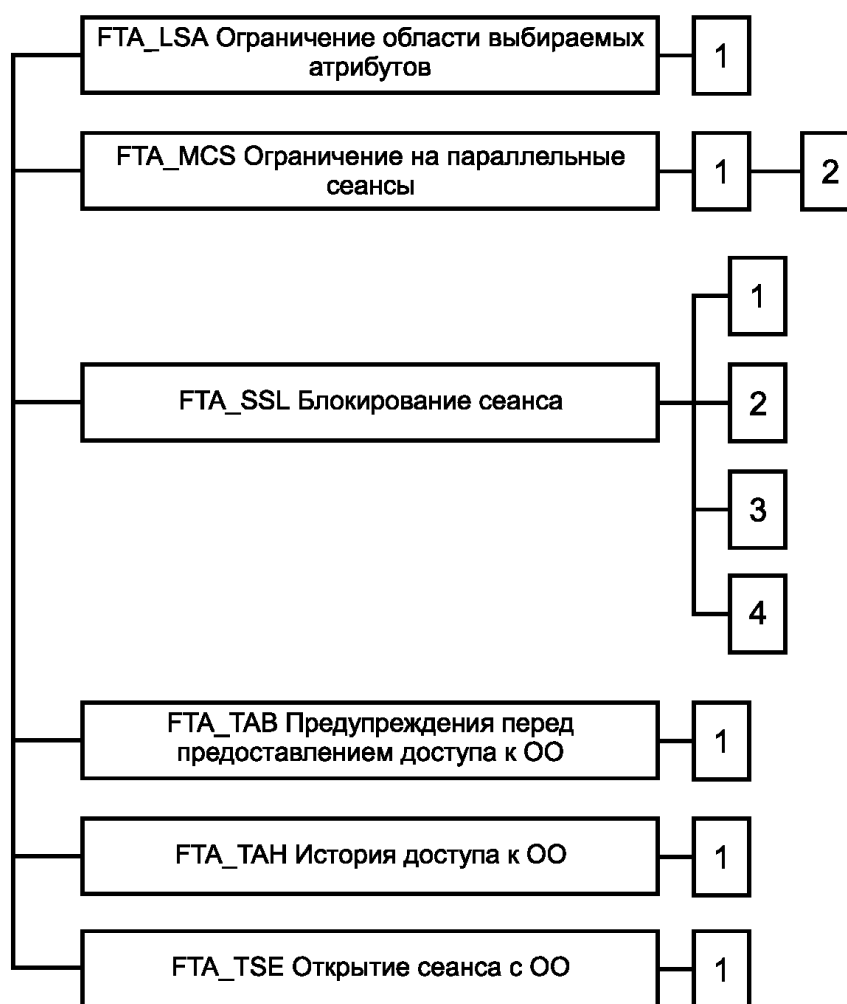 FTA_LSA Ограничение области выбираемых
атрибутов
1
FTA_MCS Ограничение на параллельные
сеансы
1
2
FTA_SSL Блокирование сеанса
1
2
3
4
FTA_TAB Предупреждения перед
предоставлением доступа к ОО
1
FTA_TAH История доступа к ОО
1
FTA_TSE Открытие сеанса с ОО
1